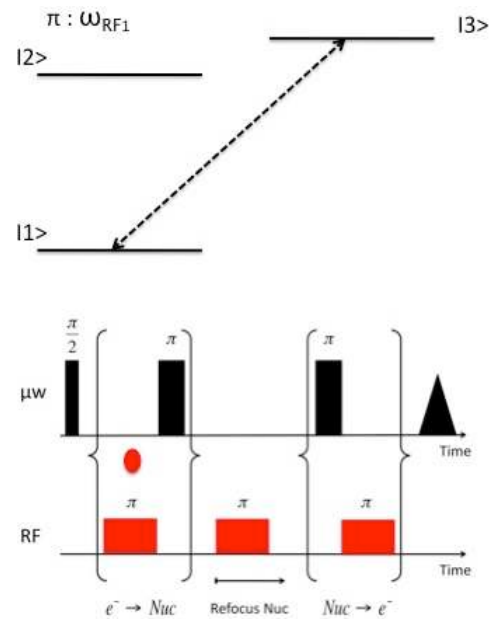 π : ω_RF1
|3>
|2>
|1>
π/2
π
π
μw
Time
π
π
π
RF
Time
e⁻ → Nuc
Refocus Nuc
Nuc → e⁻